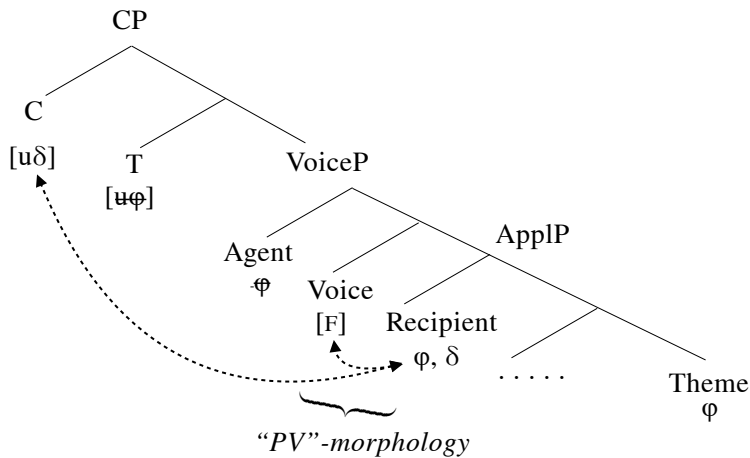 CP
C
[uδ]
T
[uφ]
VoiceP
Agent
φ
ApplP
Voice
[F]
Recipient
φ, δ
. . . . .
Theme
φ
“PV”-morphology